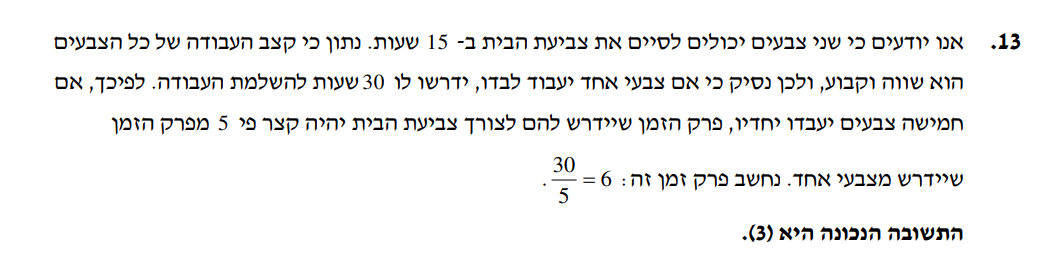 13. אנו יודעים כי שני צבעים יכולים לסיים את צביעת הבית ב- 15 שעות. נתון כי קצב העבודה של כל הצבעים
הוא שווה וקבוע, ולכן נסיק כי אם צבעי אחד יעבוד לבדו, ידרשו לו 30 שעות להשלמת העבודה. לפיכך, אם
חמישה צבעים יעבדו יחדיו, פרק הזמן שיידרש להם לצורך צביעת הבית יהיה קצר פי 5 מפרק הזמן
שיידרש מצבעי אחד. נחשב פרק זמן זה: 30/5 = 6.
התשובה הנכונה היא (3).